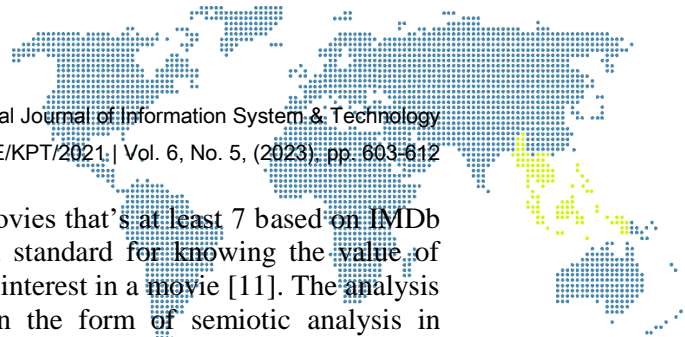 al Journal of Information System & Technology
E/KPT/2021 | Vol. 6, No. 5, (2023), pp. 603-612
ovies that's at least 7 based on IMDb
standard for knowing the value of
interest in a movie [11]. The analysis
n the form of semiotic analysis in